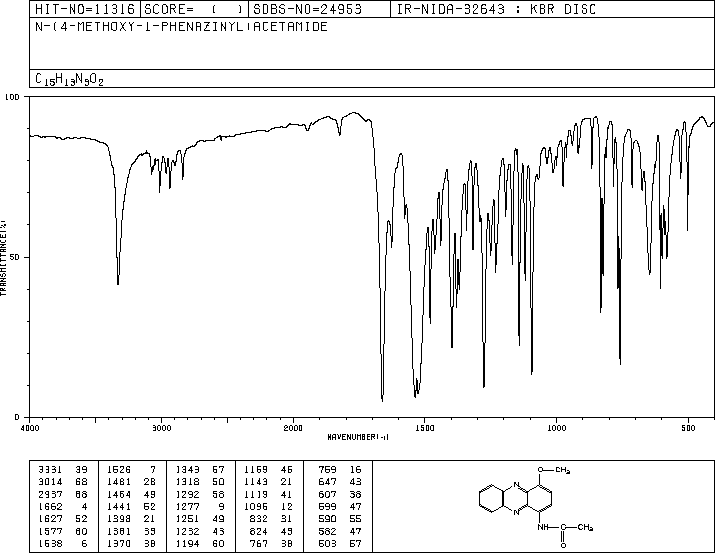 HIT-NO=11316 SCORE= ( ) SDBS-NO=24953 IR-NIDA-32643 : KBR DISC
N-(4-METHOXY-1-PHENAZINYL)ACETAMIDE
C15H13N3O2
100
50
0
TRANSMITTANCE(%)
4000 3000 2000 1500 1000 500
WAVENUMBER(-1)
3331 39 1526 7 1343 57 1169 46 759 16
3014 68 1481 28 1318 50 1143 21 647 43
2937 68 1464 49 1292 58 1119 41 607 38
1662 4 1441 52 1277 9 1096 12 599 47
1627 52 1398 21 1251 49 832 31 590 55
1577 60 1381 35 1232 43 824 49 582 47
1538 6 1370 38 1194 60 767 38 503 57
O—CH3
N
N
NH—C—CH3
O